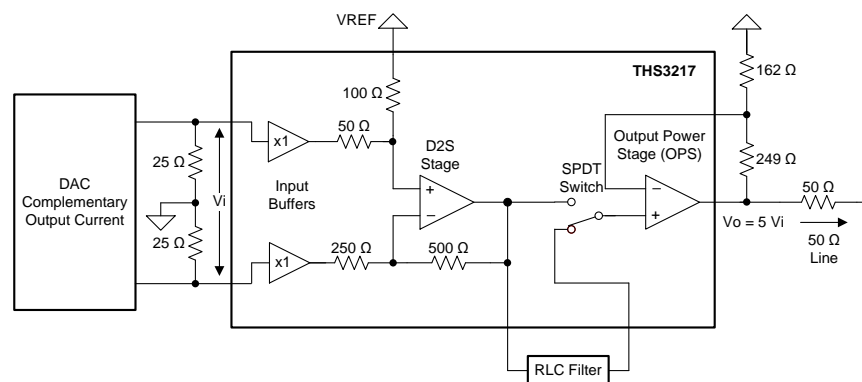 VREF
THS3217
162 Ω
100 Ω
50 Ω
D2S
Stage
Output Power
Stage (OPS)
x1
249 Ω
SPDT
Switch
25 Ω
DAC
Complementary
Output Current
Vi
Input
Buffers
+
–
–
+
50 Ω
Vo = 5 Vi
50 Ω
Line
25 Ω
250 Ω
500 Ω
x1
RLC Filter